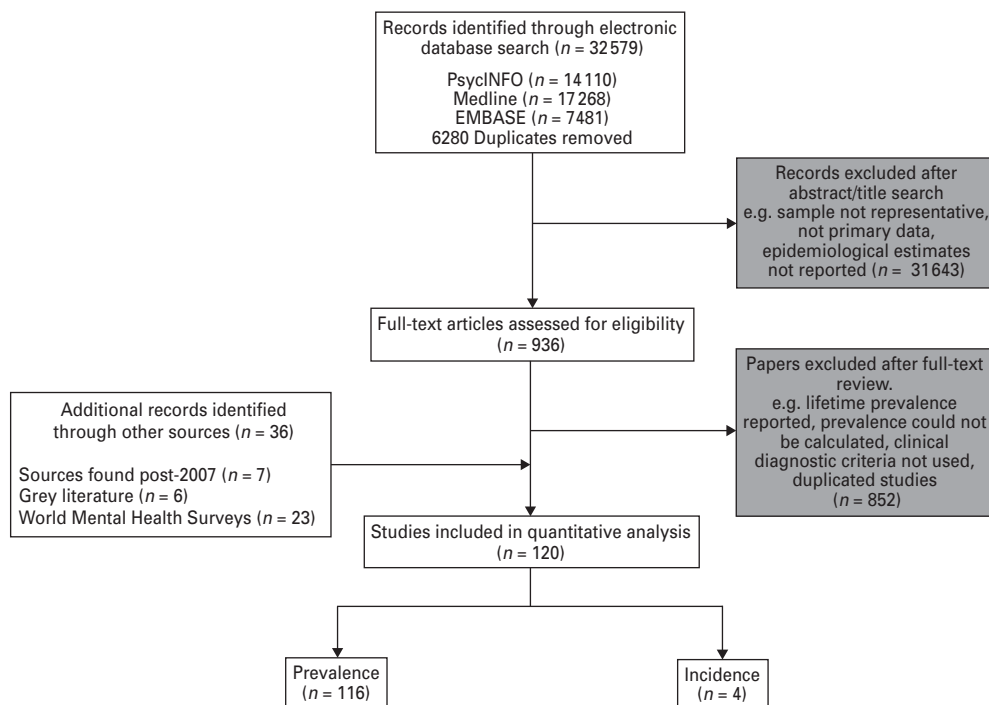 Records identified through electronic
database search (n = 32 579)
PsycINFO (n = 14 110)
Medline (n = 17 268)
EMBASE (n = 7481)
6280 Duplicates removed
Records excluded after
abstract/title search
e.g. sample not representative,
not primary data,
epidemiological estimates
not reported (n = 31 643)
Full-text articles assessed for eligibility
(n = 936)
Papers excluded after full-text
review.
e.g. lifetime prevalence
reported, prevalence could not
be calculated, clinical
diagnostic criteria not used,
duplicated studies
(n = 852)
Additional records identified
through other sources (n = 36)
Sources found post-2007 (n = 7)
Grey literature (n = 6)
World Mental Health Surveys (n = 23)
Studies included in quantitative analysis
(n = 120)
Prevalence
(n = 116)
Incidence
(n = 4)